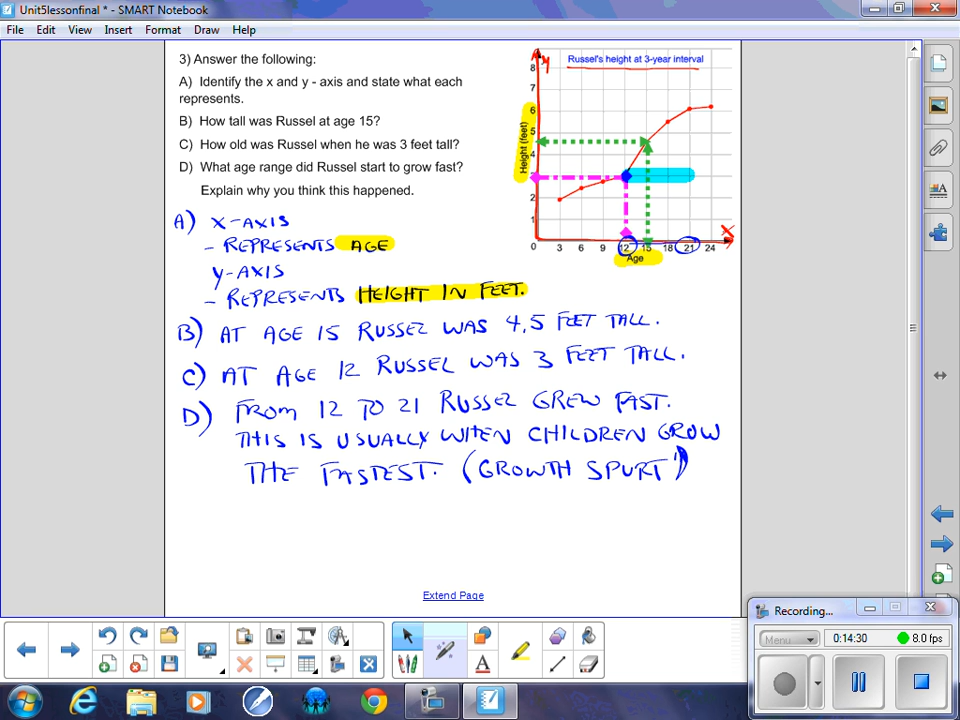 Unit5lessonfinal * - SMART Notebook
File Edit View Insert Format Draw Help
3) Answer the following:
A) Identify the x and y - axis and state what each
represents.
B) How tall was Russel at age 15?
C) How old was Russel when he was 3 feet tall?
D) What age range did Russel start to grow fast?
Explain why you think this happened.
Russel's height at 3-year interval
y
8
7
6
5
4
2
1
0 3 6 9 12 15 18 21 24
x
Height (feet)
Age
A) X-AXIS
- REPRESENTS AGE
Y-AXIS
- REPRESENTS HEIGHT IN FEET.
B) AT AGE 15 RUSSEL WAS 4.5 FEET TALL.
C) AT AGE 12 RUSSEL WAS 3 FEET TALL.
D) FROM 12 TO 21 RUSSEL GREW FAST.
THIS IS USUALLY WHEN CHILDREN GROW
THE FASTEST. (GROWTH SPURT")
Extend Page
Recording...
Menu
0:14:30
8.0 fps